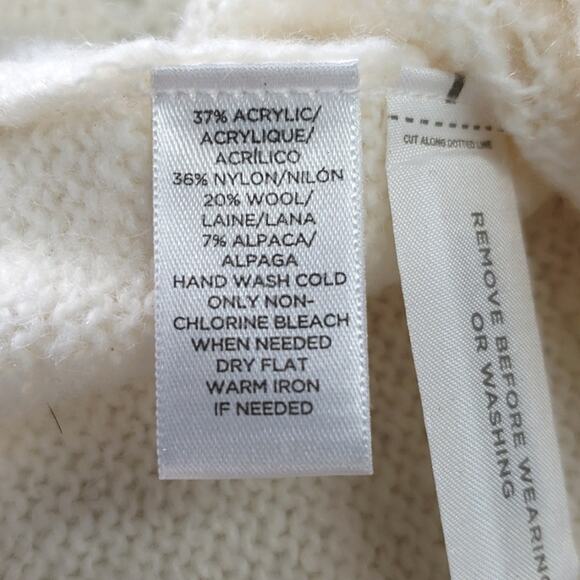 37% ACRYLIC/
ACRYLIQUE/
ACRÍLICO
36% NYLON/NILÓN
20% WOOL/
LAINE/LANA
7% ALPACA/
ALPAGA
HAND WASH COLD
ONLY NON-
CHLORINE BLEACH
WHEN NEEDED
DRY FLAT
WARM IRON
IF NEEDED
CUT ALONG DOTTED LINE
REMOVE BEFORE WEARING
OR WASHING